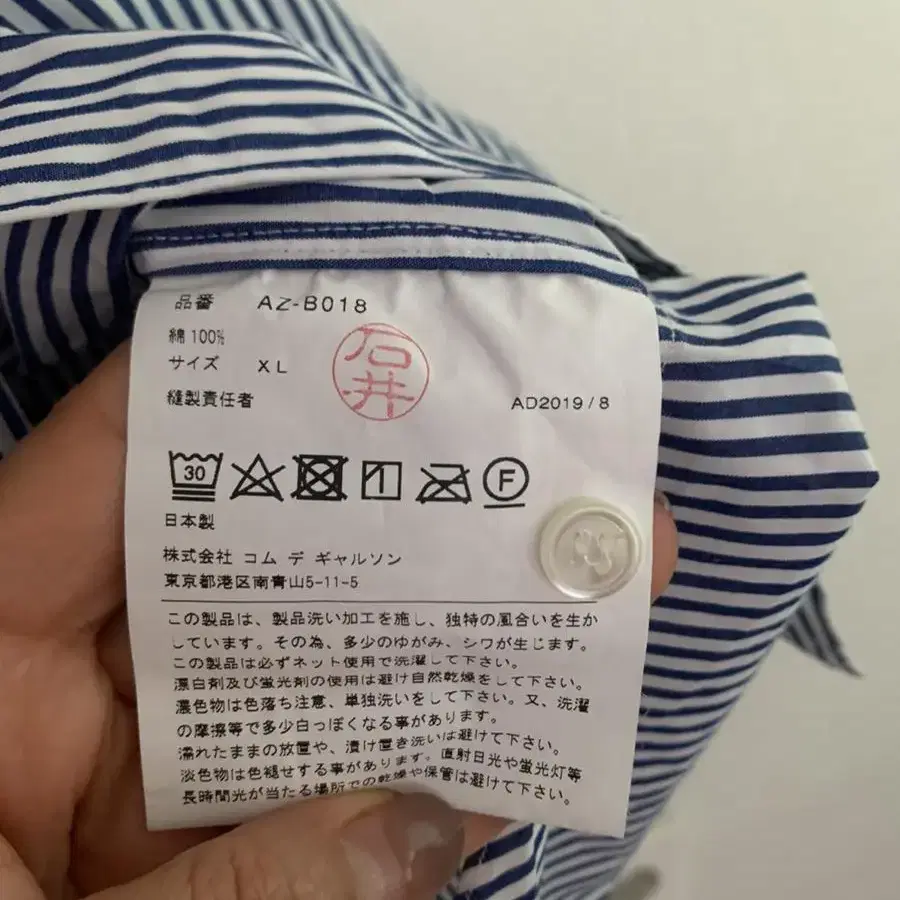 品番 AZ-B018
綿 100%
サイズ XL
石井
縫製責任者 AD2019/8
30 F
日本製
株式会社 コム デ ギャルソン
東京都港区南青山5-11-5
この製品は、製品洗い加工を施し、独特の風合いを生か
しています。その為、多少のゆがみ、シワが生じます。
この製品は必ずネット使用で洗濯して下さい。
漂白剤及び蛍光剤の使用は避け自然乾燥をして下さい。
濃色物は色落ち注意、単独洗いをして下さい。又、洗濯
の摩擦等で多少白っぽくなる事があります。
濡れたままの放置や、漬け置き洗いは避けて下さい。
淡色物は色褪せする事があります。直射日光や蛍光灯等
長時間光が当たる場所での乾燥や保管は避けて下さい。